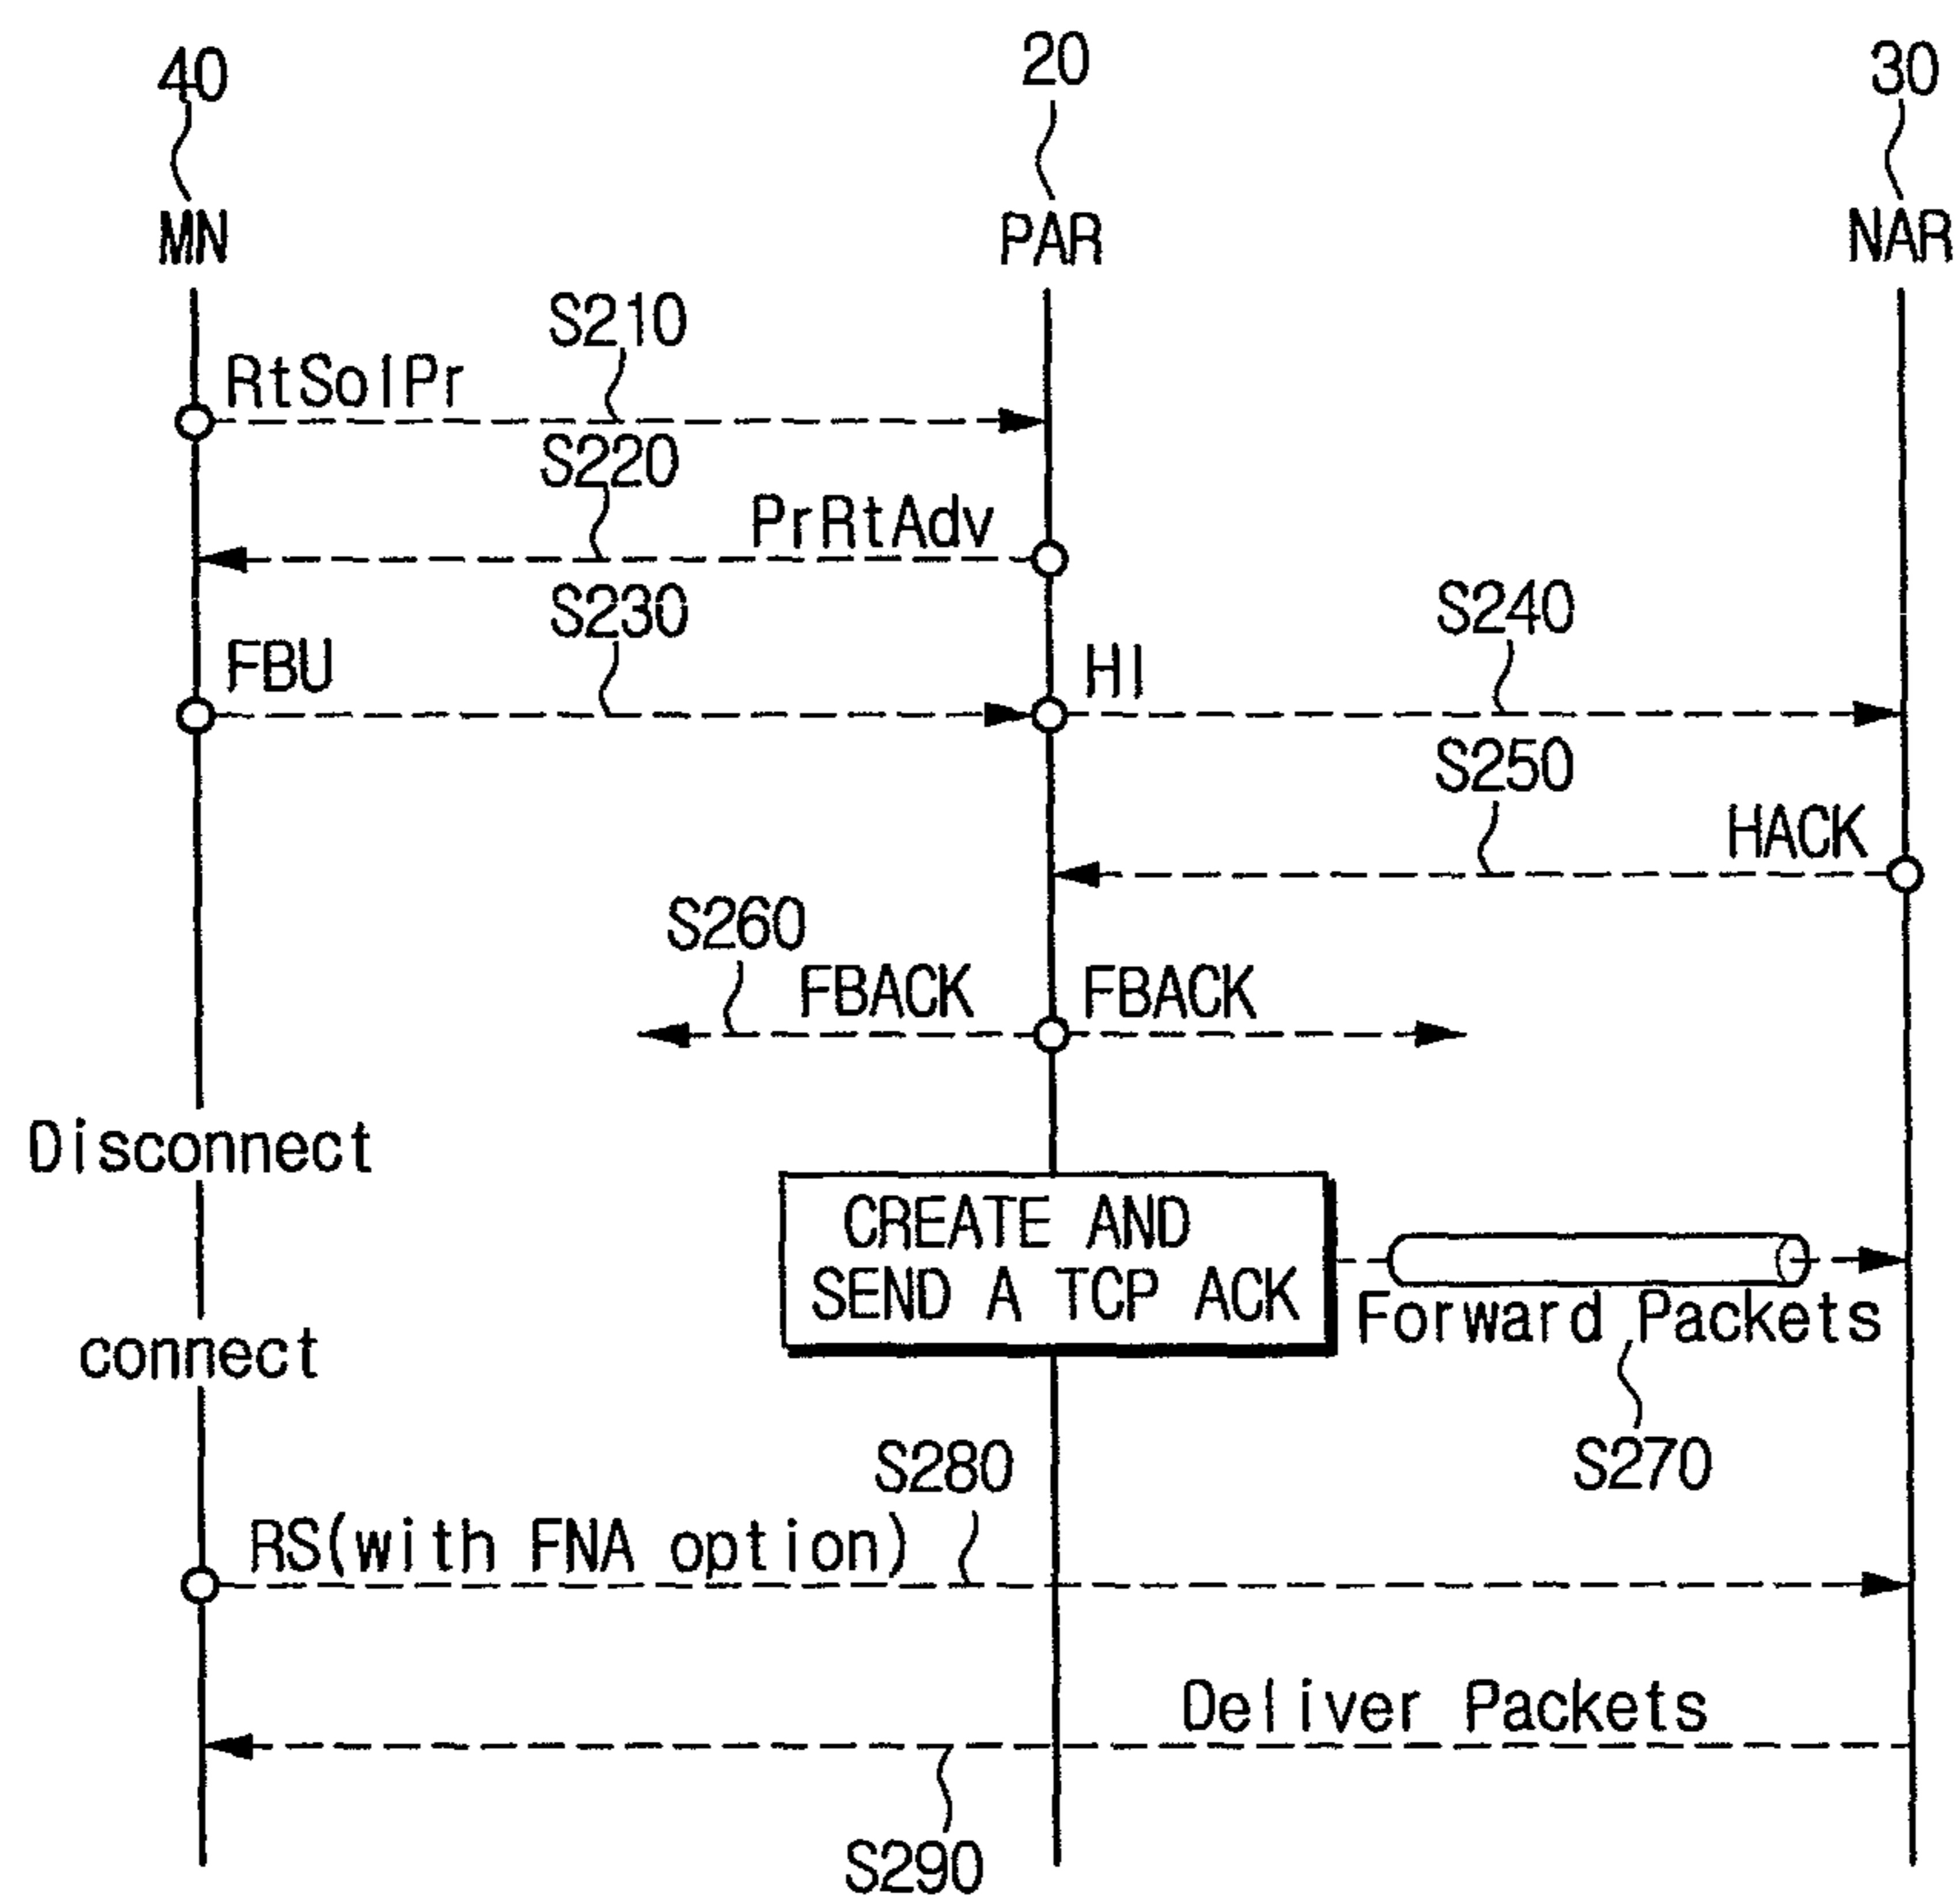 40
20
30
MN
PAR
NAR
S210
RtSolPr
S220
PrRtAdv
S230
S240
FBU
HI
S250
HACK
S260
FBACK
FBACK
Disconnect
CREATE AND
SEND A TCP ACK
Forward Packets
connect
S280
S270
RS(with FNA option)
Deliver Packets
S290